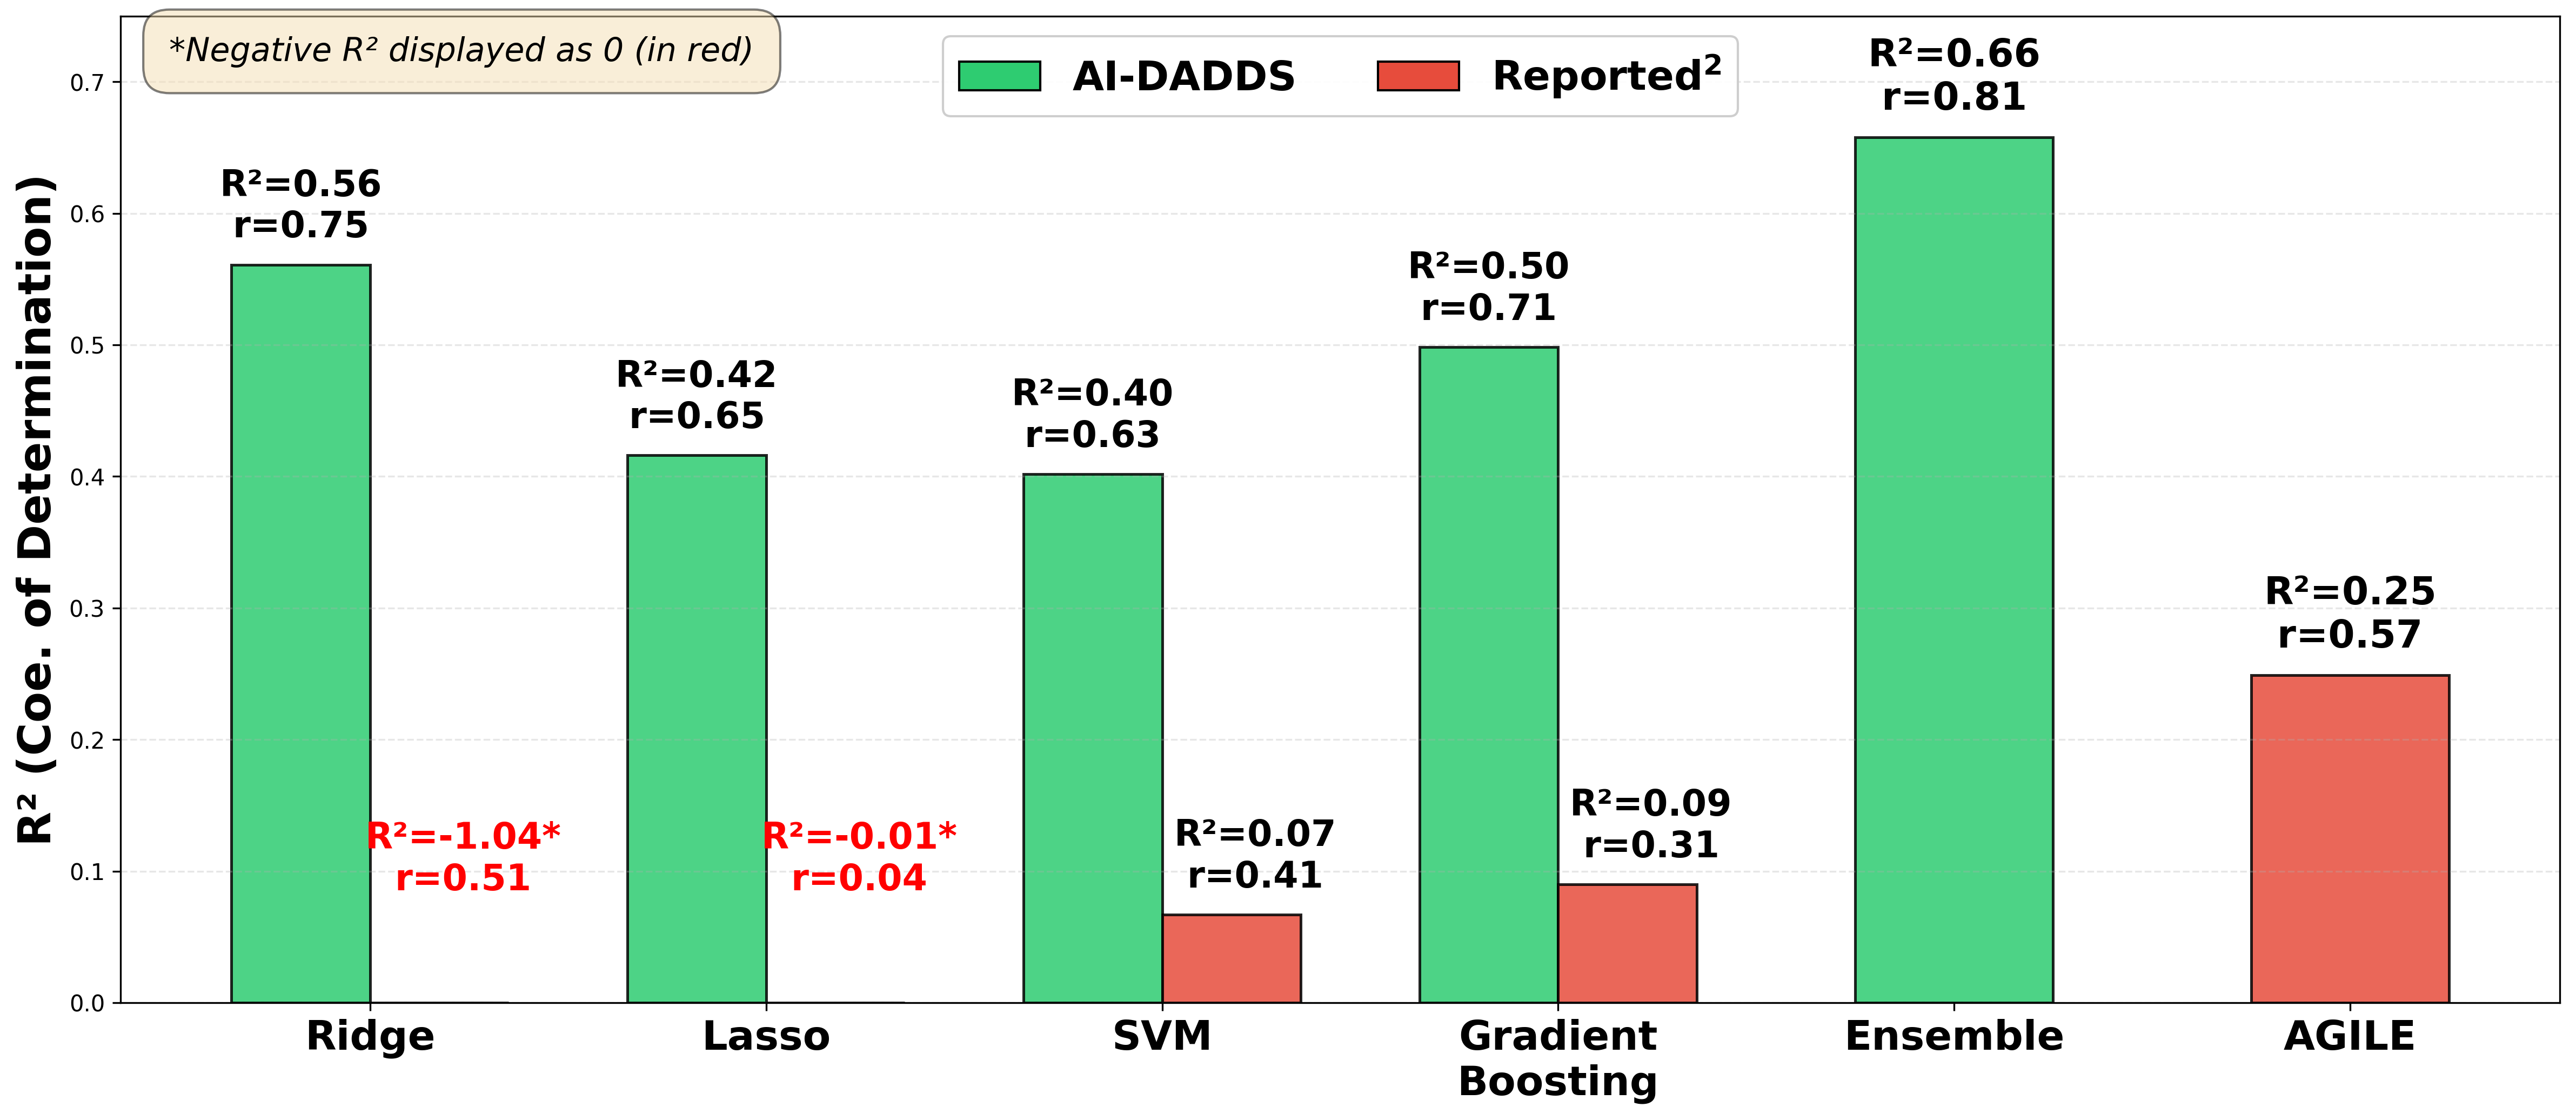 *Negative R² displayed as 0 (in red)
AI-DADDS
Reported²
R² (Coe. of Determination)
0.7
0.6
0.5
0.4
0.3
0.2
0.1
0.0
R²=0.56
r=0.75
R²=-1.04*
r=0.51
R²=0.42
r=0.65
R²=-0.01*
r=0.04
R²=0.40
r=0.63
R²=0.07
r=0.41
R²=0.50
r=0.71
R²=0.09
r=0.31
R²=0.66
r=0.81
R²=0.25
r=0.57
Ridge
Lasso
SVM
Gradient
Boosting
Ensemble
AGILE